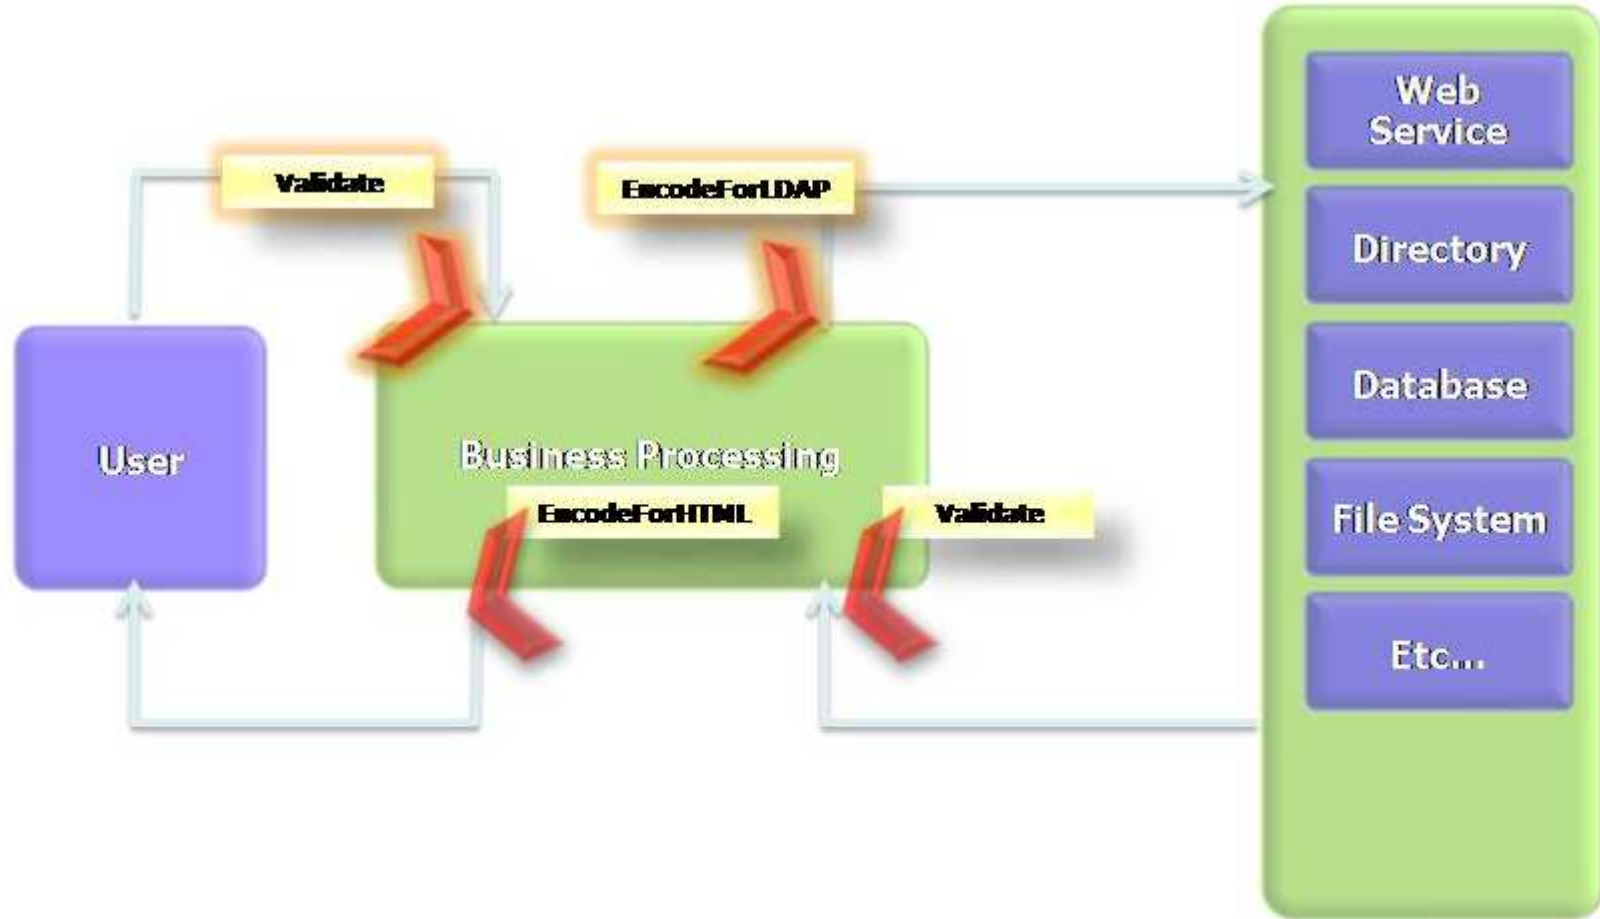 Validate
EncodeForLDAP
User
Business Processing
EncodeForHTML
Validate
Web
Service
Directory
Database
File System
Etc...